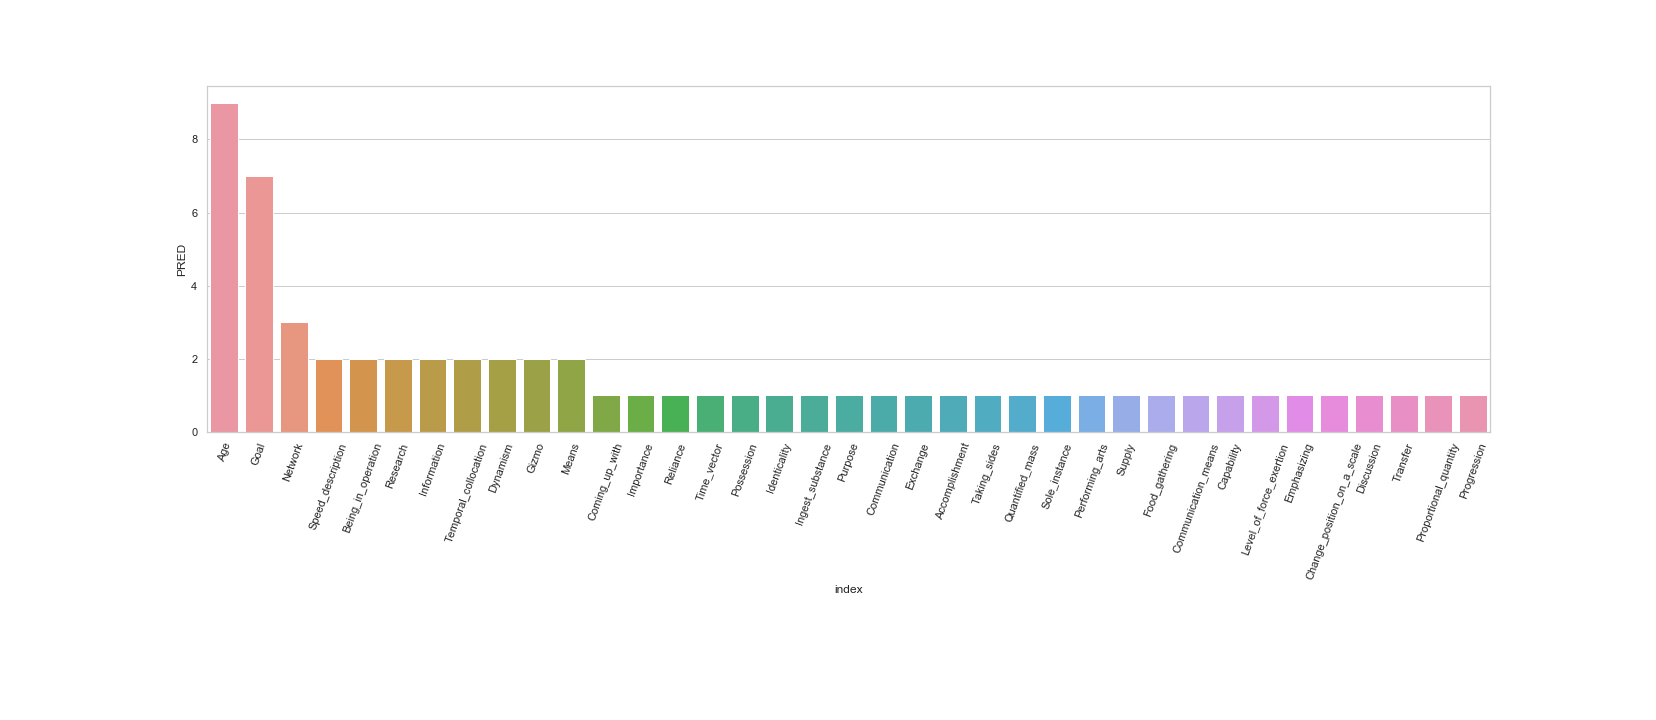 8
6
4
2
0
PRED
Age
Goal
Network
Speed_description
Being_in_operation
Research
Information
Temporal_collocation
Dynamism
Gizmo
Means
Coming_up_with
Importance
Reliance
Time_vector
Possession
Identicality
Ingest_substance
Purpose
Communication
Exchange
Accomplishment
Taking_sides
Quantified_mass
Sole_instance
Performing_arts
Supply
Food_gathering
Communication_means
Capability
Level_of_force_exertion
Emphasizing
Change_position_on_a_scale
Discussion
Transfer
Proportional_quantity
Progression
index